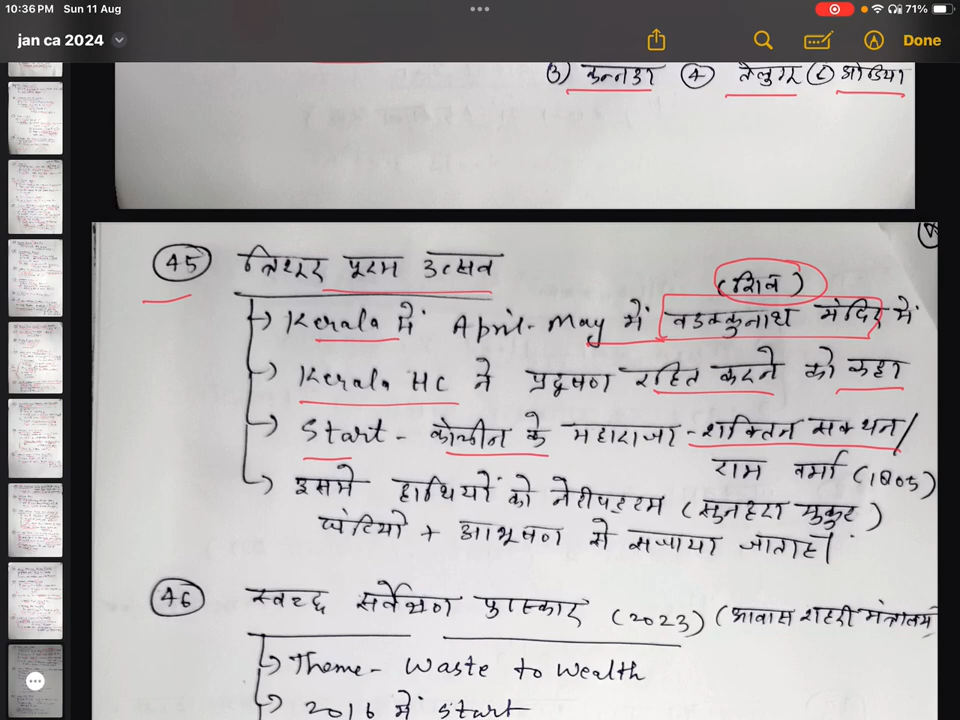 10:36 PM Sun 11 Aug
71%
jan ca 2024
Done
③ कन्नडा ④ तेलुगु ⑤ ओडिया
45 त्रिशूर पूरम उत्सव
(शिव)
→ Kerala में April-May में वडक्कुनाथ मंदिर में
→ Kerala HC ने प्रदूषण रहित करने को कहा
→ Start - कोचीन के महाराजा - शक्तिन सक्थन/
राम वर्मा (1805)
→ इसमे हाथियों को नेटीपट्टम (सुनहरा मुकुट)
घंटियो + आभूषण से सजाया जाता है।
46 स्वच्छ सर्वेक्षण पुरस्कार (2023) (आवास शहरी मंत्रालय
→ Theme - Waste to Wealth
→ 2016 में start